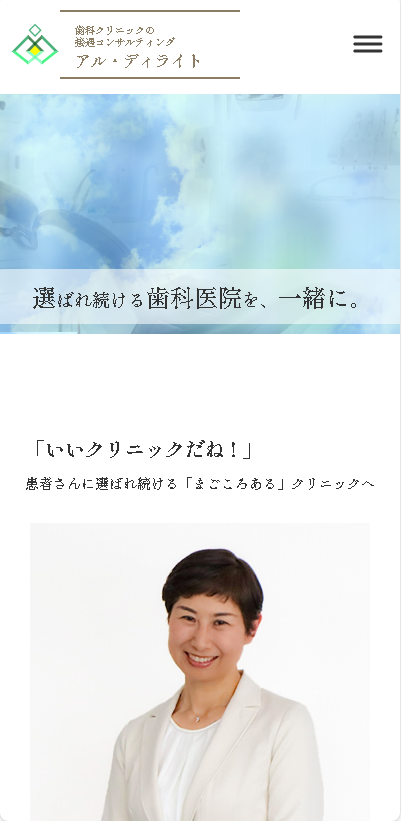 歯科クリニックの
接遇コンサルティング
アル・ディライト
選ばれ続ける歯科医院を、一緒に。
「いいクリニックだね！」
患者さんに選ばれ続ける「まごころある」クリニックへ